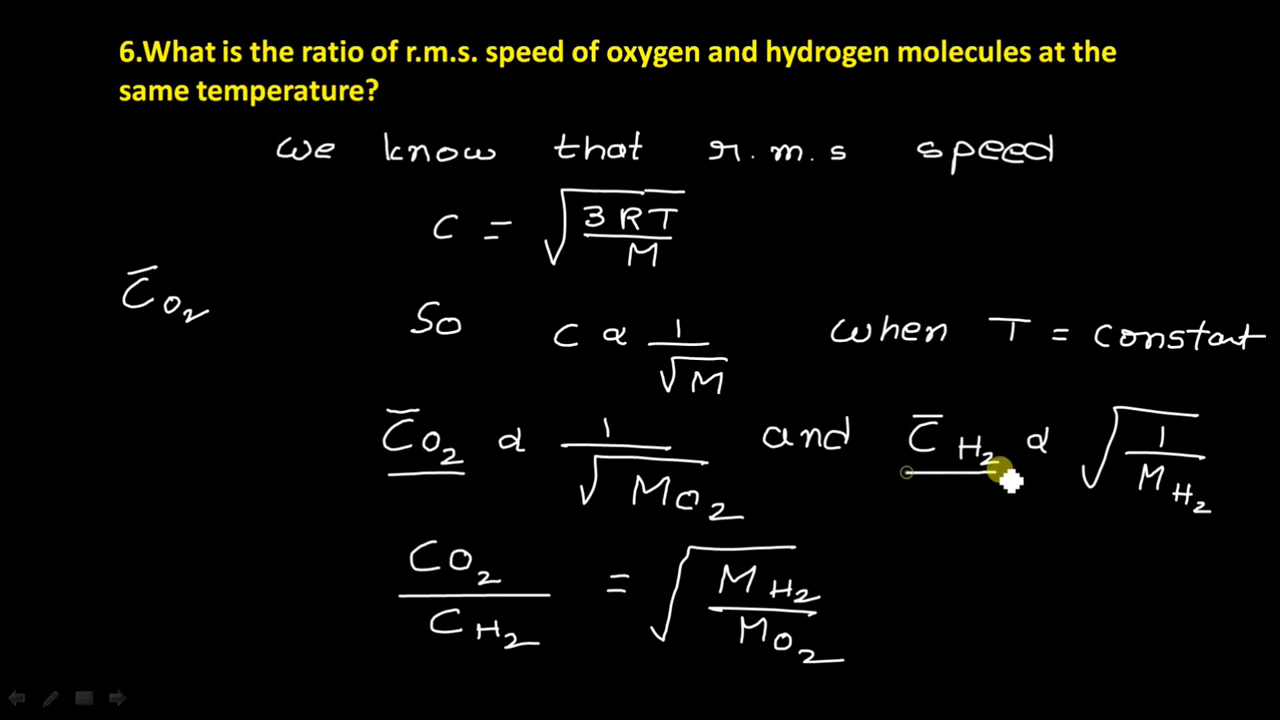 6.What is the ratio of r.m.s. speed of oxygen and hydrogen molecules at the
same temperature?
we know that r.m.s speed
C = √(3RT/M)
C̄O₂
So C ∝ 1/√M when T = constant
C̄O₂ ∝ 1/√MO₂ and C̄H₂ ∝ √(1/MH₂)
CO₂/CH₂ = √(MH₂/MO₂)